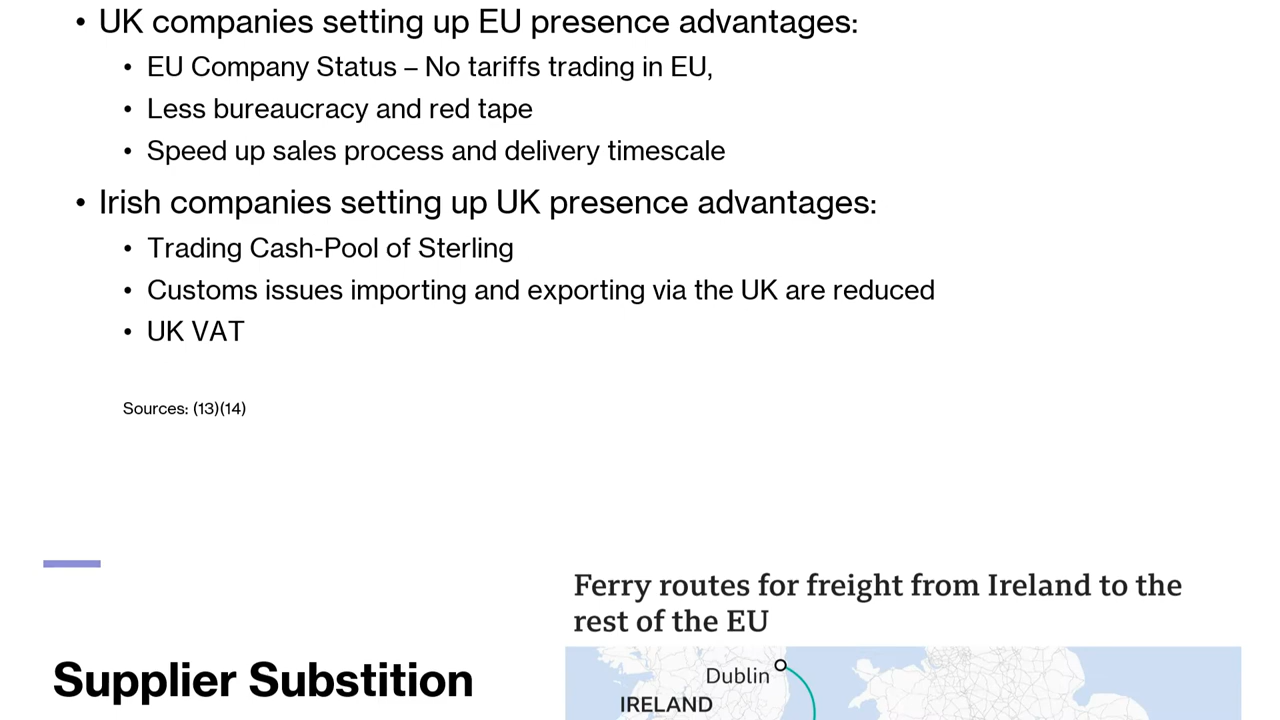 • UK companies setting up EU presence advantages:
• EU Company Status – No tariffs trading in EU,
• Less bureaucracy and red tape
• Speed up sales process and delivery timescale
• Irish companies setting up UK presence advantages:
• Trading Cash-Pool of Sterling
• Customs issues importing and exporting via the UK are reduced
• UK VAT
Sources: (13)(14)
Supplier Substition
Ferry routes for freight from Ireland to the
rest of the EU
Dublin
IRELAND